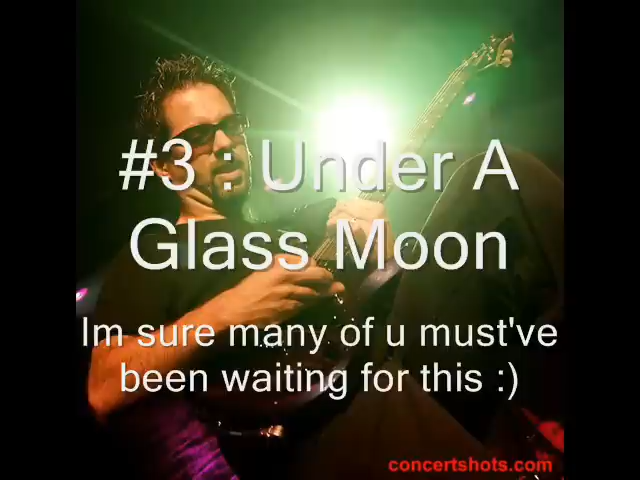 #3 : Under A
Glass Moon
Im sure many of u must've
been waiting for this :)
concertshots.com